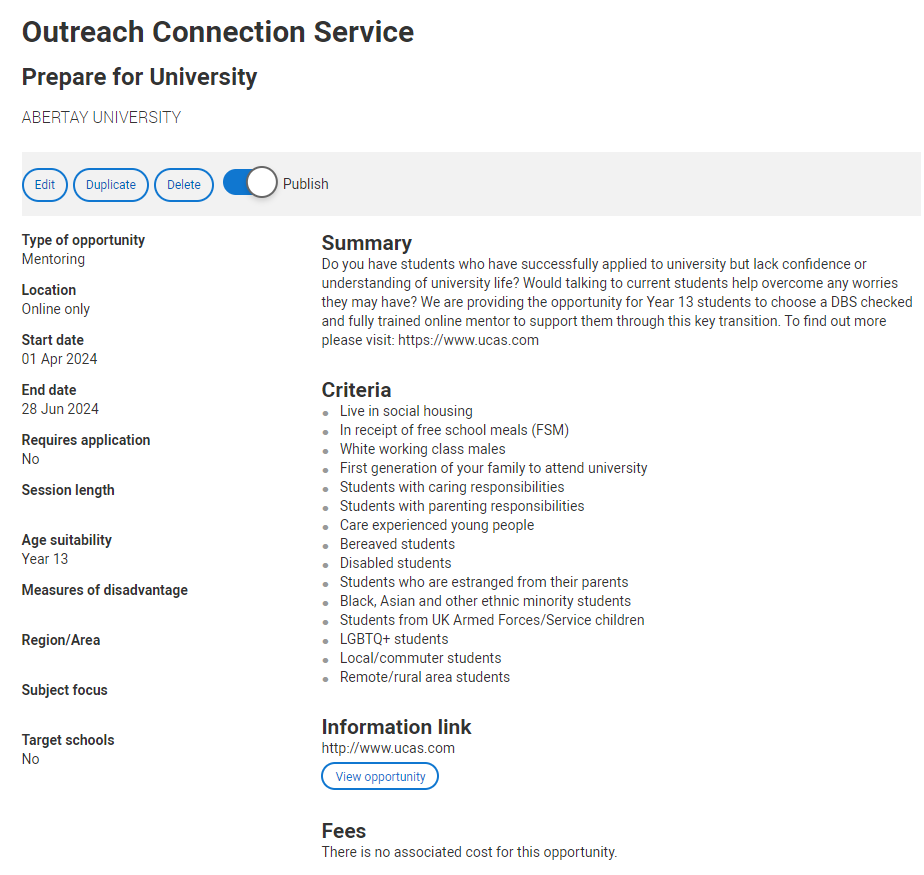 Outreach Connection Service
Prepare for University
ABERTAY UNIVERSITY
Edit
Duplicate
Delete
Publish
Type of opportunity
Mentoring
Location
Online only
Start date
01 Apr 2024
End date
28 Jun 2024
Requires application
No
Session length
Age suitability
Year 13
Measures of disadvantage
Region/Area
Subject focus
Target schools
No
Summary
Do you have students who have successfully applied to university but lack confidence or
understanding of university life? Would talking to current students help overcome any worries
they may have? We are providing the opportunity for Year 13 students to choose a DBS checked
and fully trained online mentor to support them through this key transition. To find out more
please visit: https://www.ucas.com
Criteria
Live in social housing
In receipt of free school meals (FSM)
White working class males
First generation of your family to attend university
Students with caring responsibilities
Students with parenting responsibilities
Care experienced young people
Bereaved students
Disabled students
Students who are estranged from their parents
Black, Asian and other ethnic minority students
Students from UK Armed Forces/Service children
LGBTQ+ students
Local/commuter students
Remote/rural area students
Information link
http://www.ucas.com
View opportunity
Fees
There is no associated cost for this opportunity.